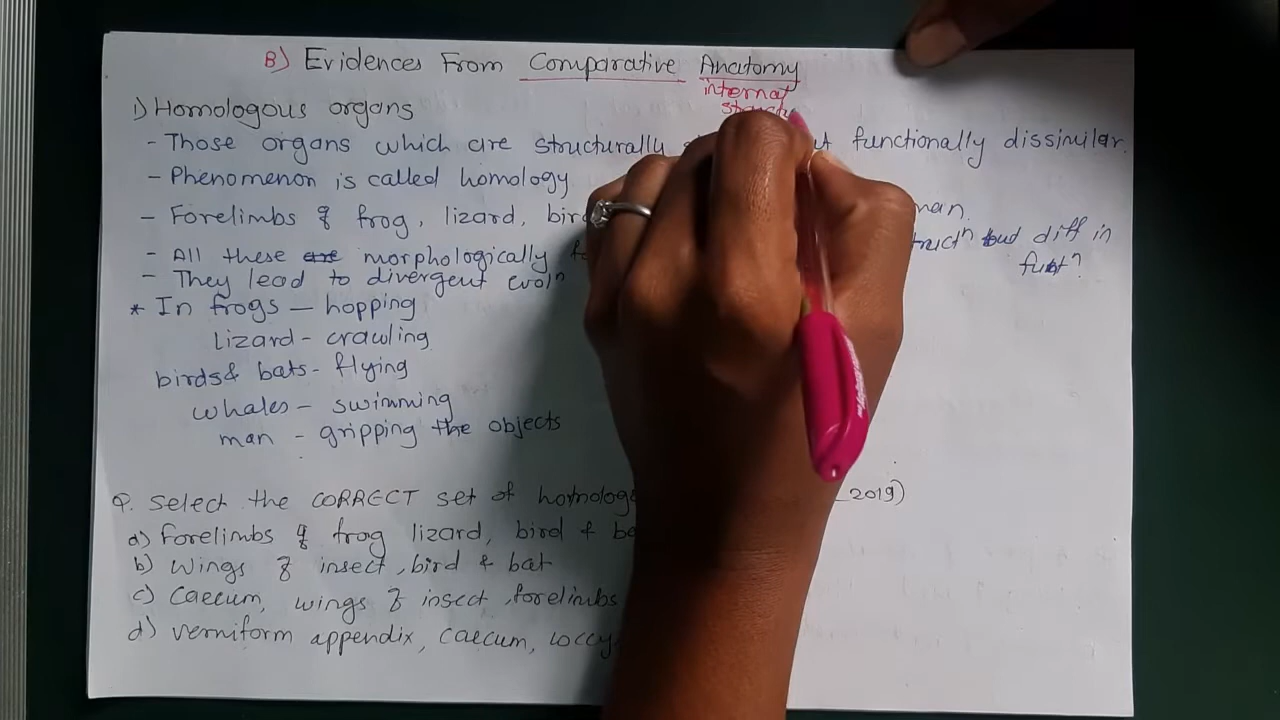 B) Evidences From Comparative Anatomy
internal
i) Homologous organs
- Those organs which are structurally functionally dissimilar.
- Phenomenon is called homology
- Forelimbs of frog, lizard, man.
- All these are morphologically but diff in
- They lead to divergent evoln
* In frogs – hopping
lizard - crawling
birds & bats - flying
whales – swimming
man - gripping the objects
Q. Select the CORRECT set of 2019)
a) Forelimbs of frog lizard, bird &
b) wings of insect, bird & bat
c) Caecum, wings of insect, forelimbs
d) vermiform appendix, caecum,